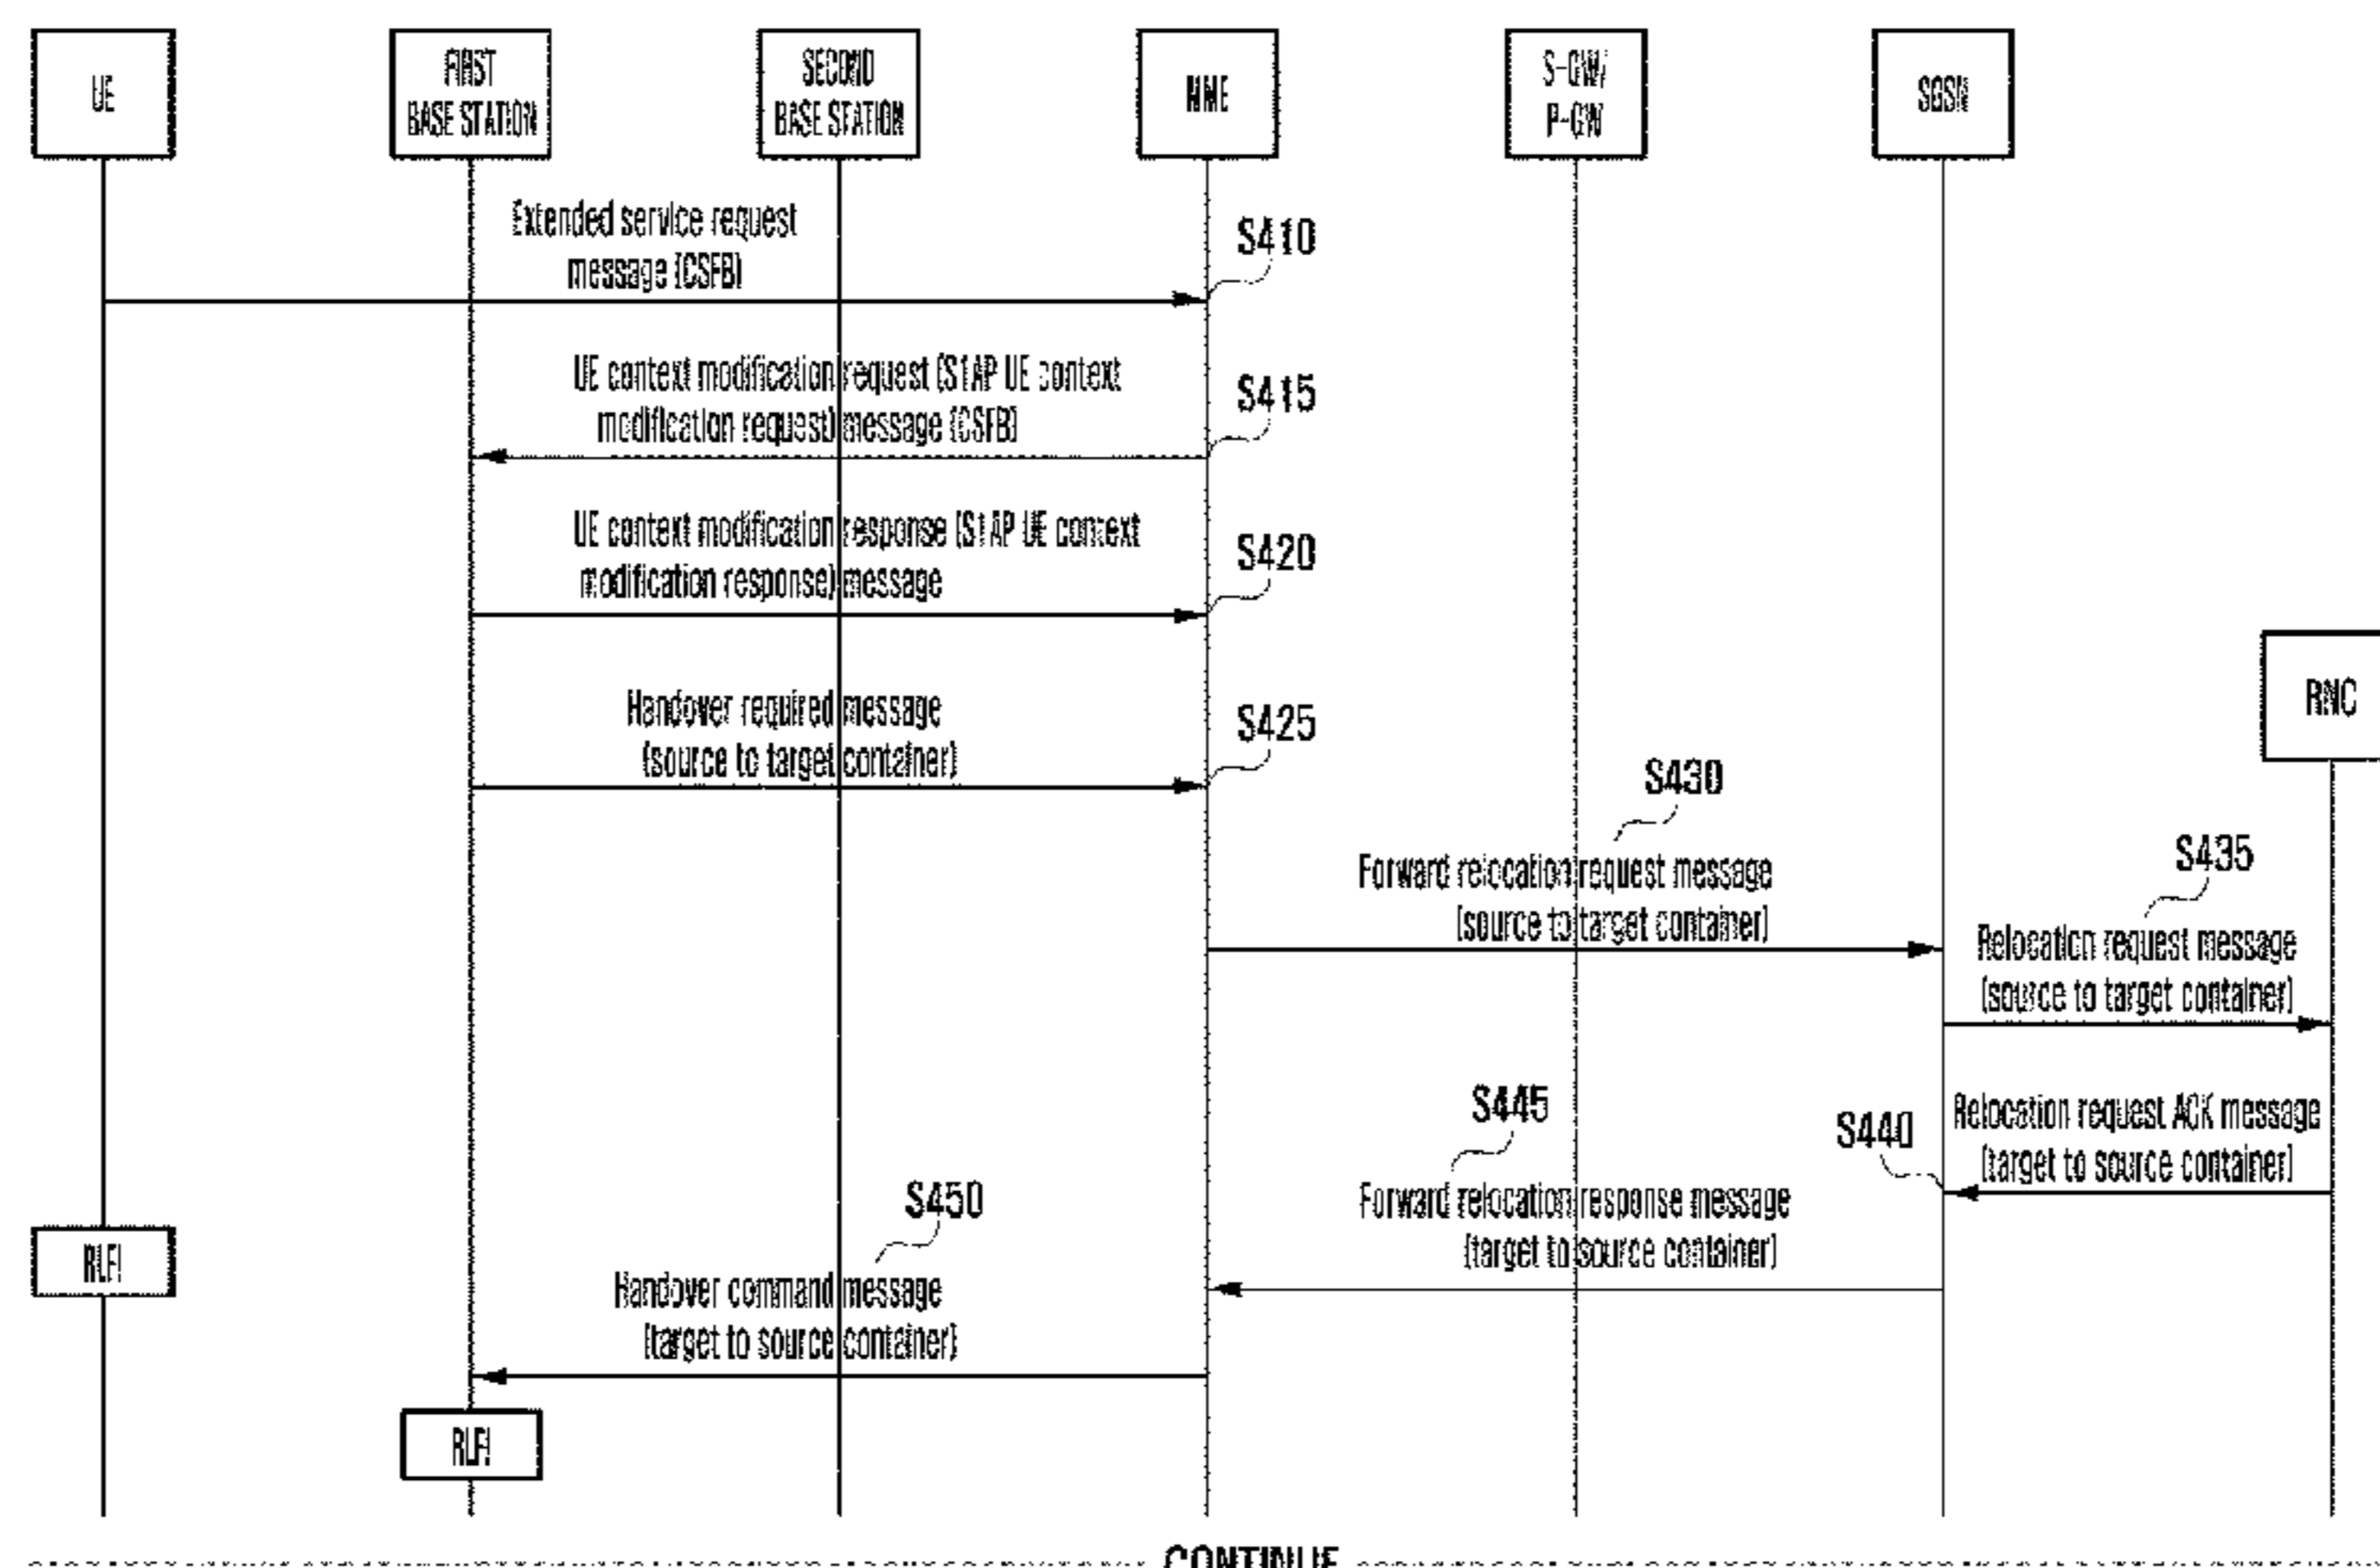 UE
FIRST
BASE STATION
SECOND
BASE STATION
MME
S-GW/
P-GW
SGSN
Extended service request
message (CSFB)
S410
UE context modification request (S1AP UE context
modification request) message (CSFB)
S415
UE context modification response (S1AP UE context
modification response) message
S420
RNC
Handover required message
(source to target container)
S425
S430
Forward relocation request message
(source to target container)
S435
Relocation request message
(source to target container)
S440
Relocation request ACK message
(target to source container)
S445
Forward relocation response message
(target to source container)
S450
Handover command message
(target to source container)
RLF!
RLF!
CONTINUE